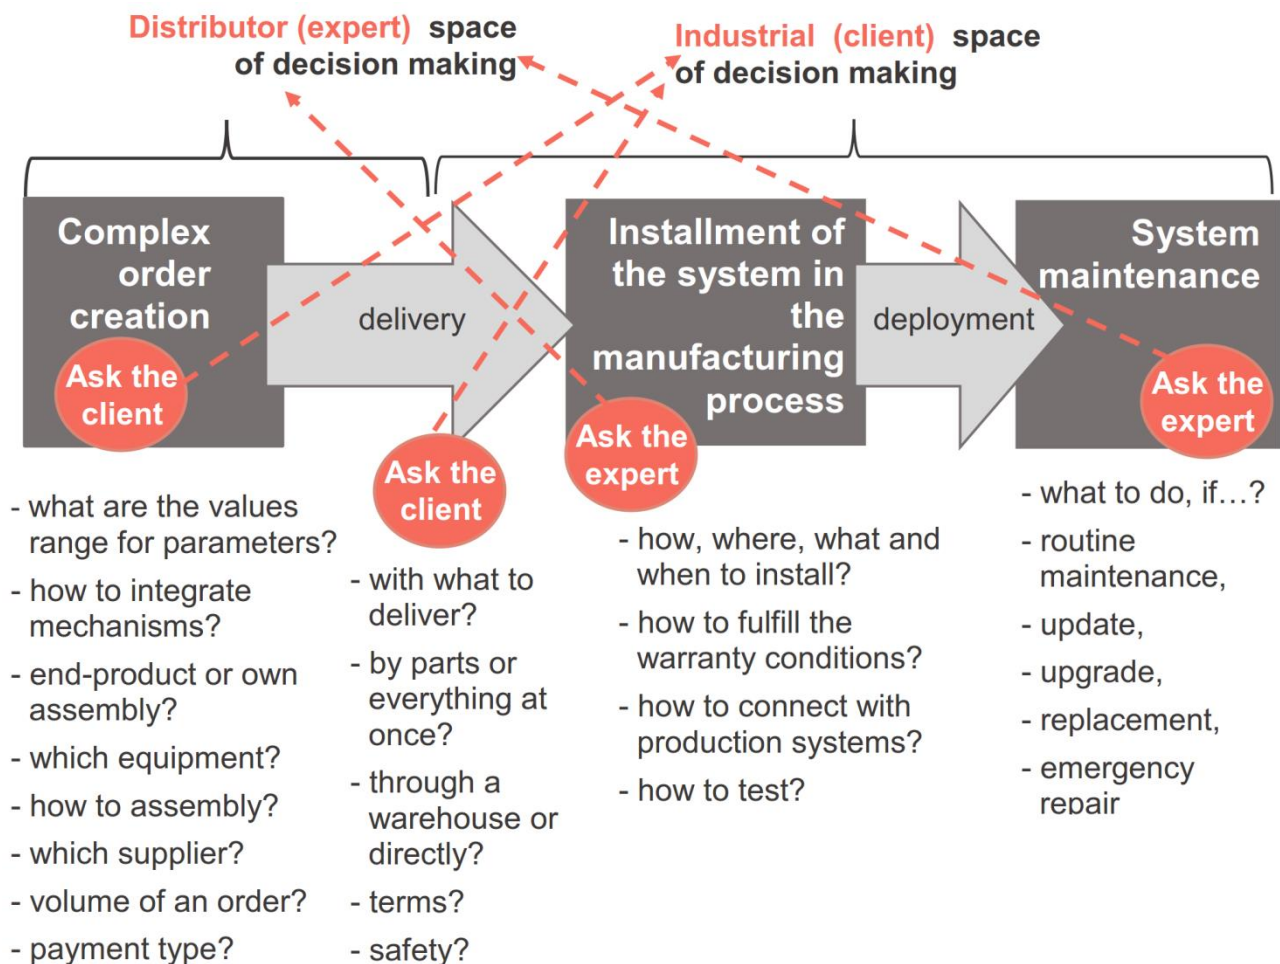 Distributor (expert) space
of decision making
Industrial (client) space
of decision making
Complex
order
creation
Ask the
client
delivery
Ask the
client
Installment of
the system in
the
manufacturing
process
Ask the
expert
deployment
System
maintenance
Ask the
expert
- what are the values
range for parameters?
- how to integrate
mechanisms?
- end-product or own
assembly?
- which equipment?
- how to assembly?
- which supplier?
- volume of an order?
- payment type?
- with what to
deliver?
- by parts or
everything at
once?
- through a
warehouse or
directly?
- terms?
- safety?
- how, where, what and
when to install?
- how to fulfill the
warranty conditions?
- how to connect with
production systems?
- how to test?
- what to do, if…?
- routine
maintenance,
- update,
- upgrade,
- replacement,
- emergency
repair